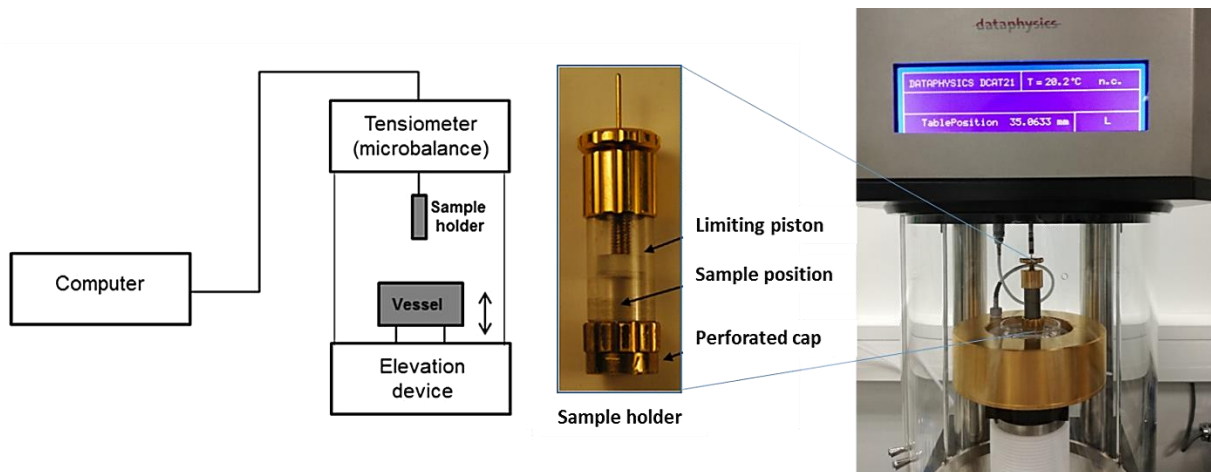 Computer
Tensiometer
(microbalance)
Sample
holder
Vessel
Elevation
device
Limiting piston
Sample position
Perforated cap
Sample holder
dataphysics
DATAPHYSICS DCAT21 T = 20.2°C n.c.
TablePosition 35.0633 mm L